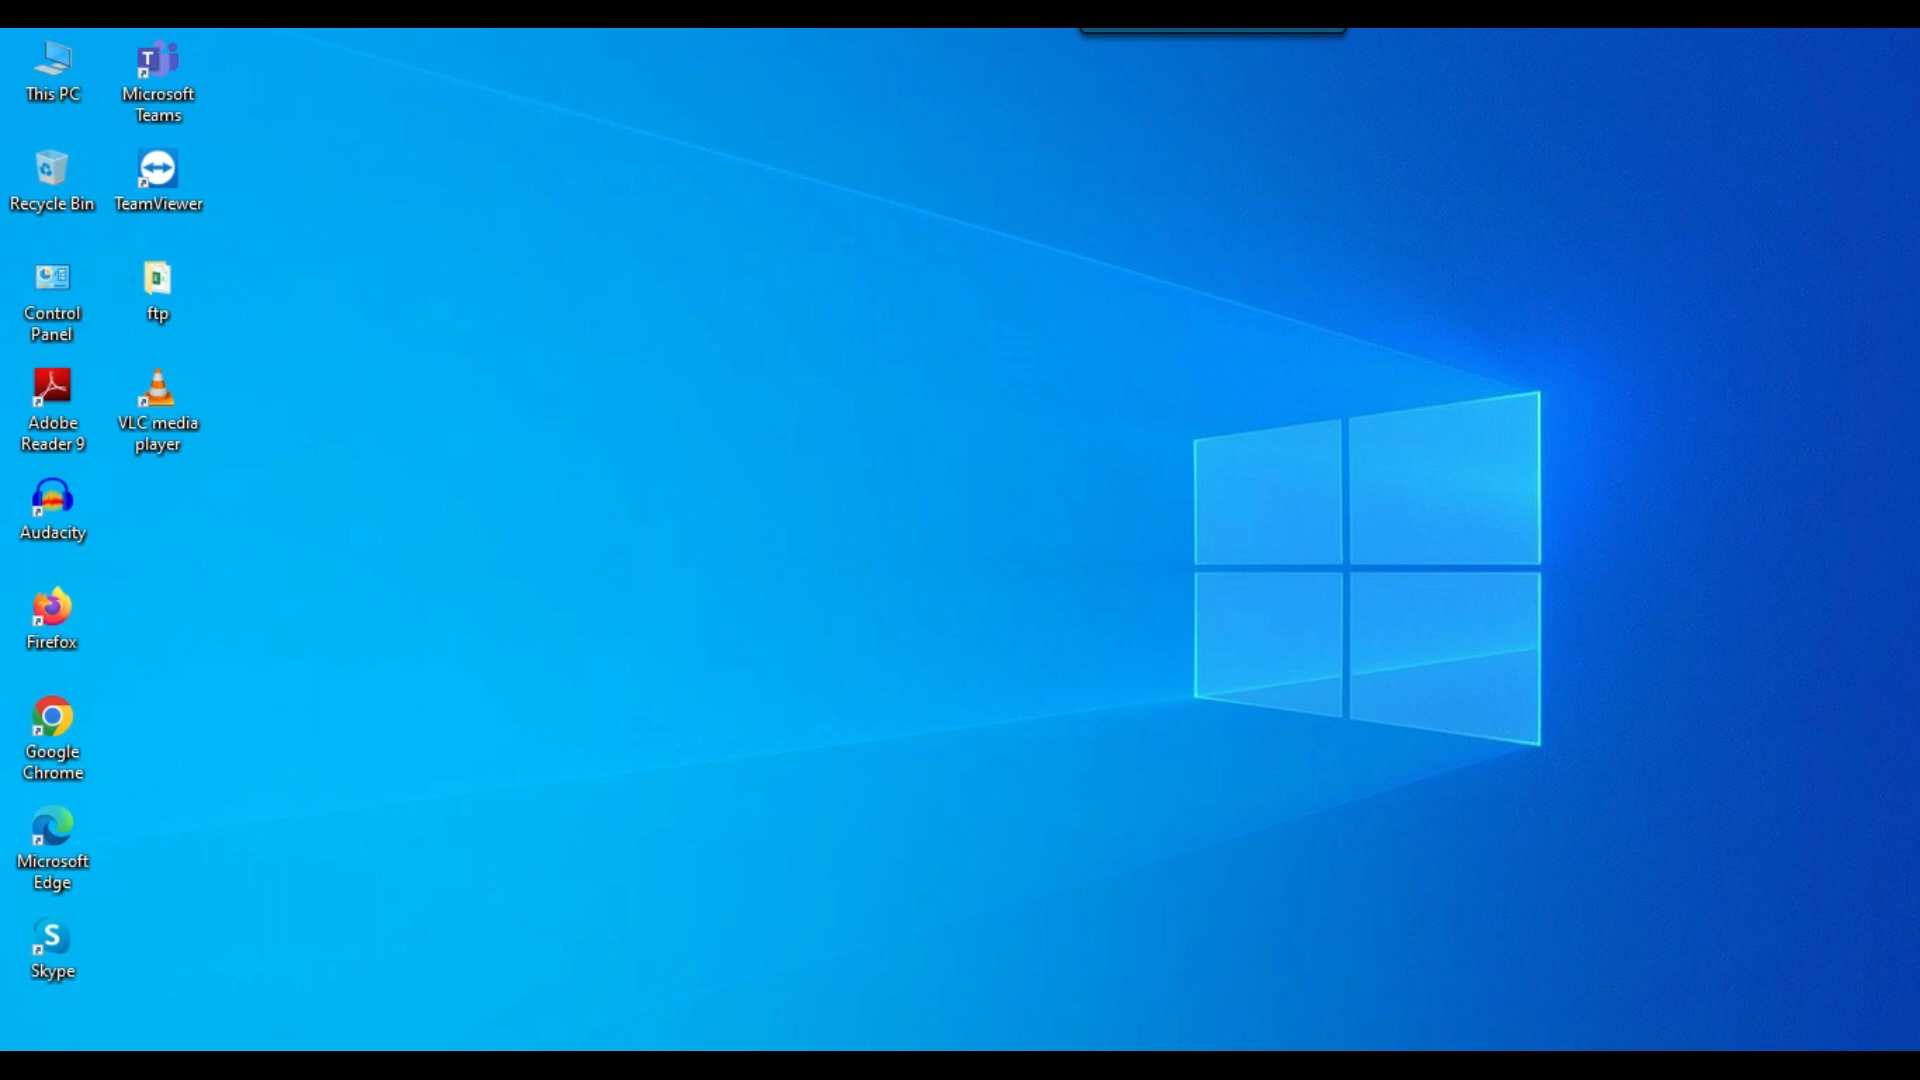 This PC
Microsoft
Teams
Recycle Bin
TeamViewer
Control
Panel
ftp
Adobe
Reader 9
VLC media
player
Audacity
Firefox
Google
Chrome
Microsoft
Edge
Skype